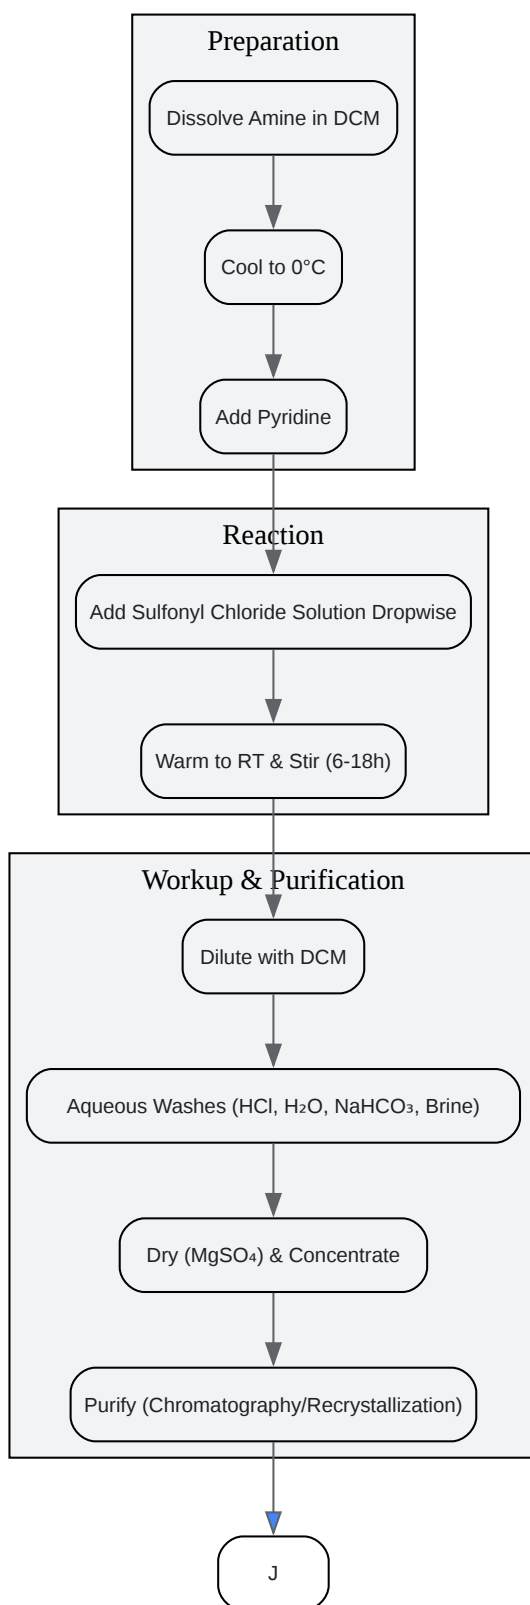 Preparation
Dissolve Amine in DCM
Cool to 0°C
Add Pyridine
Reaction
Add Sulfonyl Chloride Solution Dropwise
Warm to RT & Stir (6-18h)
Workup & Purification
Dilute with DCM
Aqueous Washes (HCl, H₂O, NaHCO₃, Brine)
Dry (MgSO₄) & Concentrate
Purify (Chromatography/Recrystallization)
J